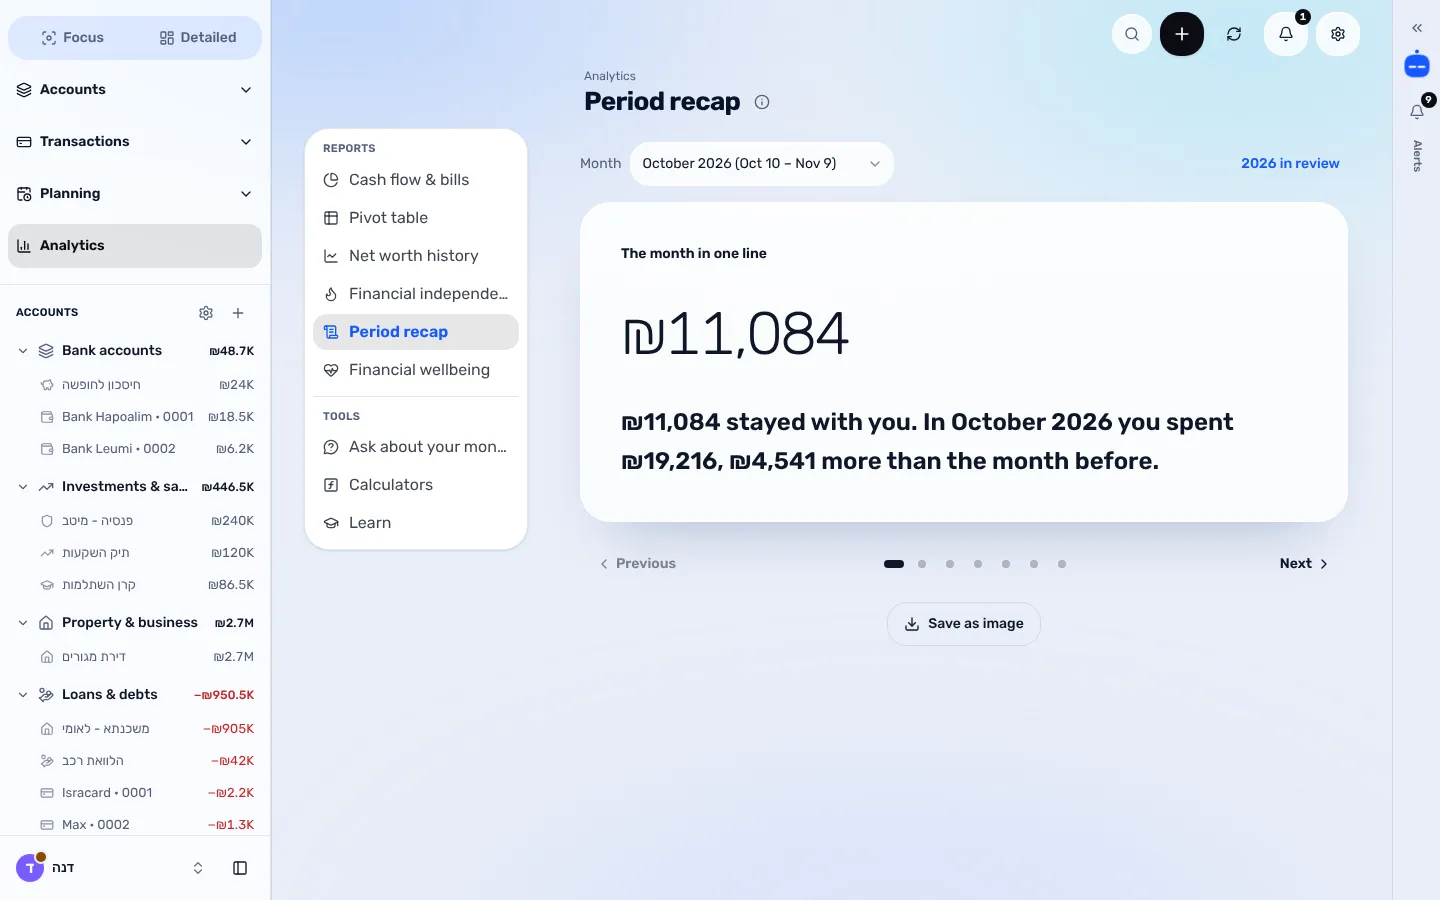 Focus
Detailed
Accounts
Transactions
Planning
Analytics
ACCOUNTS
Bank accounts ₪48.7K
חיסכון לחופשה ₪24K
Bank Hapoalim • 0001 ₪18.5K
Bank Leumi • 0002 ₪6.2K
Investments & sa... ₪446.5K
פנסיה - מיטב ₪240K
תיק השקעות ₪120K
קרן השתלמות ₪86.5K
Property & business ₪2.7M
דירת מגורים ₪2.7M
Loans & debts −₪950.5K
משכנתא - לאומי −₪905K
הלוואת רכב −₪42K
Isracard • 0001 −₪2.2K
Max • 0002 −₪1.3K
ד דנה
REPORTS
Cash flow & bills
Pivot table
Net worth history
Financial independe...
Period recap
Financial wellbeing
TOOLS
Ask about your mon...
Calculators
Learn
1
Analytics
Period recap
Month October 2026 (Oct 10 – Nov 9)
2026 in review
The month in one line
₪11,084
₪11,084 stayed with you. In October 2026 you spent
₪19,216, ₪4,541 more than the month before.
Previous
Next
Save as image
9
Alerts